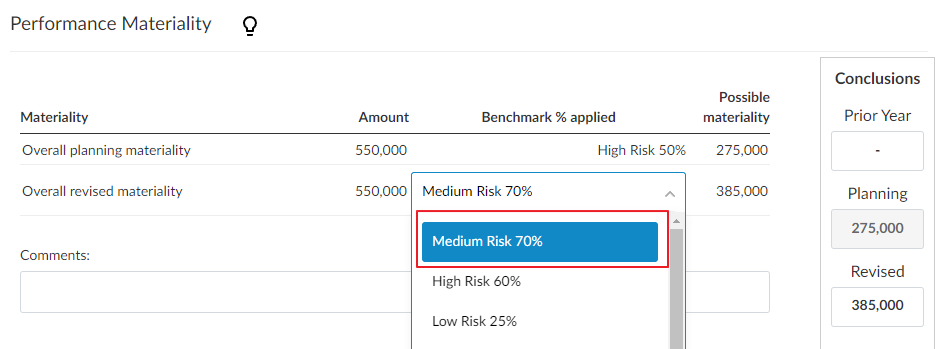 Performance Materiality
Conclusions
Materiality Amount Benchmark % applied Possible materiality
Prior Year
-
Overall planning materiality 550,000 High Risk 50% 275,000
Overall revised materiality 550,000 Medium Risk 70% 385,000
Planning
275,000
Medium Risk 70%
High Risk 60%
Low Risk 25%
Comments:
Revised
385,000